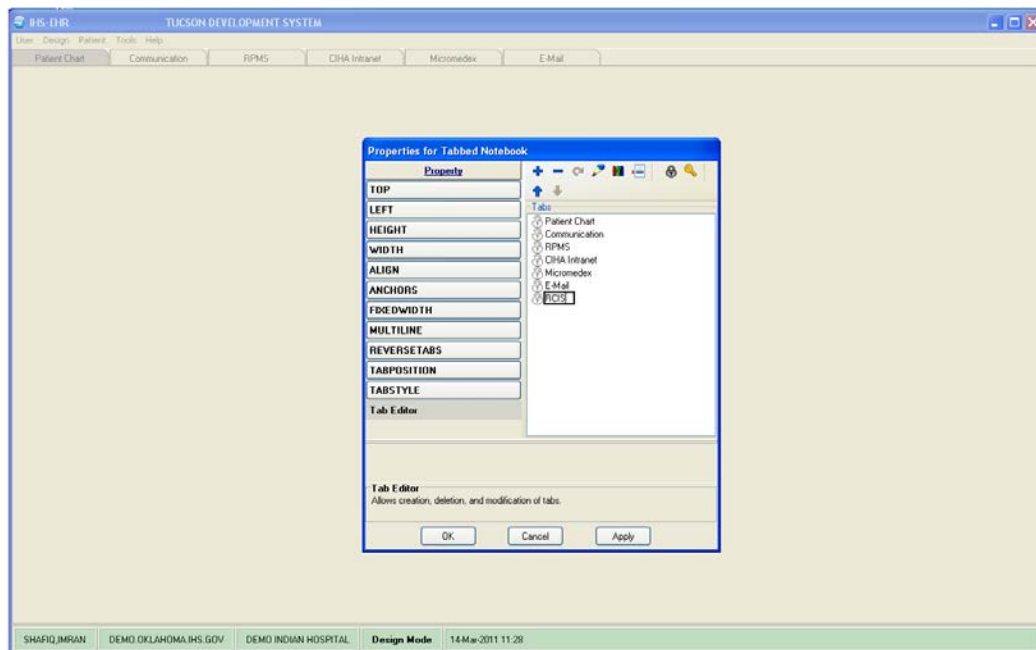 IHS-EHR TUCSON DEVELOPMENT SYSTEM
User Design Patient Tools Help
Patient Chart Communication RPMS CIHA Intranet Micromedex E-Mail
Properties for Tabbed Notebook
Property
TOP
LEFT
HEIGHT
WIDTH
ALIGN
ANCHORS
FIXEDWIDTH
MULTILINE
REVERSETABS
TABPOSITION
TABSTYLE
Tab Editor
Tabs
Patient Chart
Communication
RPMS
CIHA Intranet
Micromedex
E-Mail
RCIS
Tab Editor
Allows creation, deletion, and modification of tabs.
OK Cancel Apply
SHAFIQ,IMRAN DEMO.OKLAHOMA.IHS.GOV DEMO INDIAN HOSPITAL Design Mode 14-Mar-2011 11:28